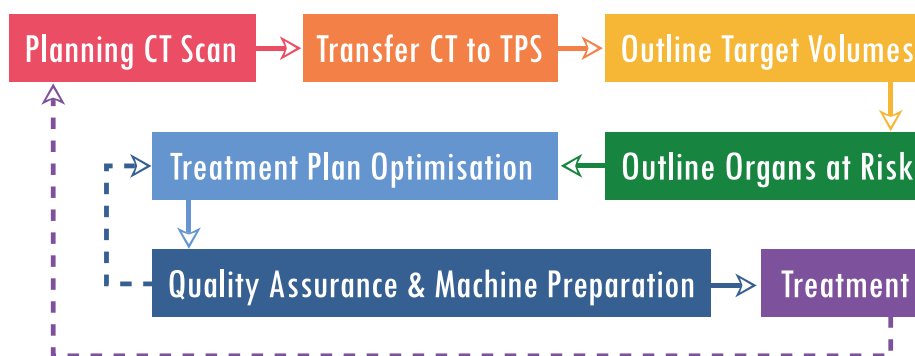 Planning CT Scan
Transfer CT to TPS
Outline Target Volumes
Treatment Plan Optimisation
Outline Organs at Risk
Quality Assurance & Machine Preparation
Treatment